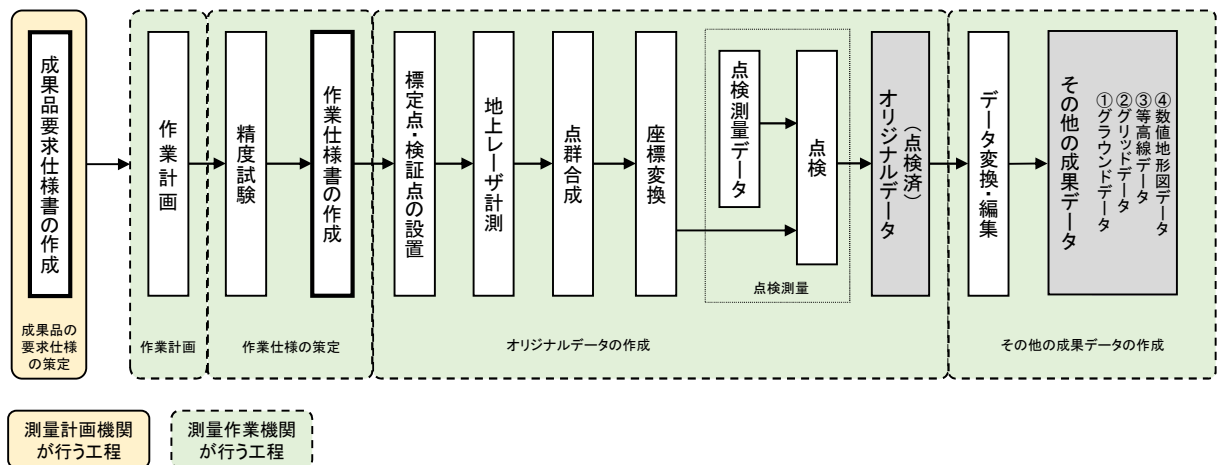 成果品要求仕様書の作成
成果品の
要求仕様
の策定
作業計画
作業計画
精度試験
作業仕様書の作成
作業仕様の策定
標定点・検証点の設置
地上レーザ計測
点群合成
座標変換
点検測量データ
点検
点検測量
オリジナルデータ
（点検済）
オリジナルデータの作成
データ変換・編集
その他の成果データ
①グラウンドデータ
②グリッドデータ
③等高線データ
④数値地形図データ
その他の成果データの作成
測量計画機関
が行う工程
測量作業機関
が行う工程